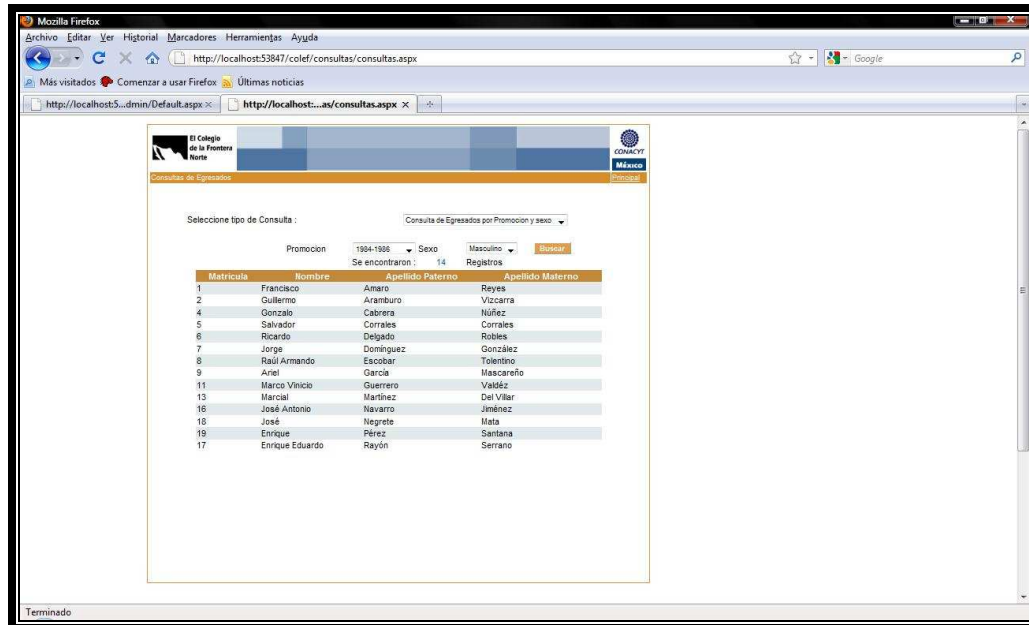 Mozilla Firefox
Archivo Editar Ver Historial Marcadores Herramientas Ayuda
http://localhost:53847/colef/consultas/consultas.aspx
Google
Más visitados Comenzar a usar Firefox Últimas noticias
http://localhost:5...dmin/Default.aspx http://localhost:...as/consultas.aspx
El Colegio
de la Frontera
Norte
CONACYT
México
Consultas de Egresados Principal
Seleccione tipo de Consulta : Consulta de Egresados por Promocion y sexo
Promocion 1984-1986 Sexo Masculino Buscar
Se encontraron : 14 Registros
Matrícula Nombre Apellido Paterno Apellido Materno
1 Francisco Amaro Reyes
2 Guillermo Aramburo Vizcarra
4 Gonzalo Cabrera Núñez
5 Salvador Corrales Corrales
6 Ricardo Delgado Robles
7 Jorge Domínguez González
8 Raúl Armando Escobar Tolentino
9 Ariel García Mascareño
11 Marco Vinicio Guerrero Valdéz
13 Marcial Martínez Del Villar
16 José Antonio Navarro Jiménez
18 José Negrete Mata
19 Enrique Pérez Santana
17 Enrique Eduardo Rayón Serrano
Terminado